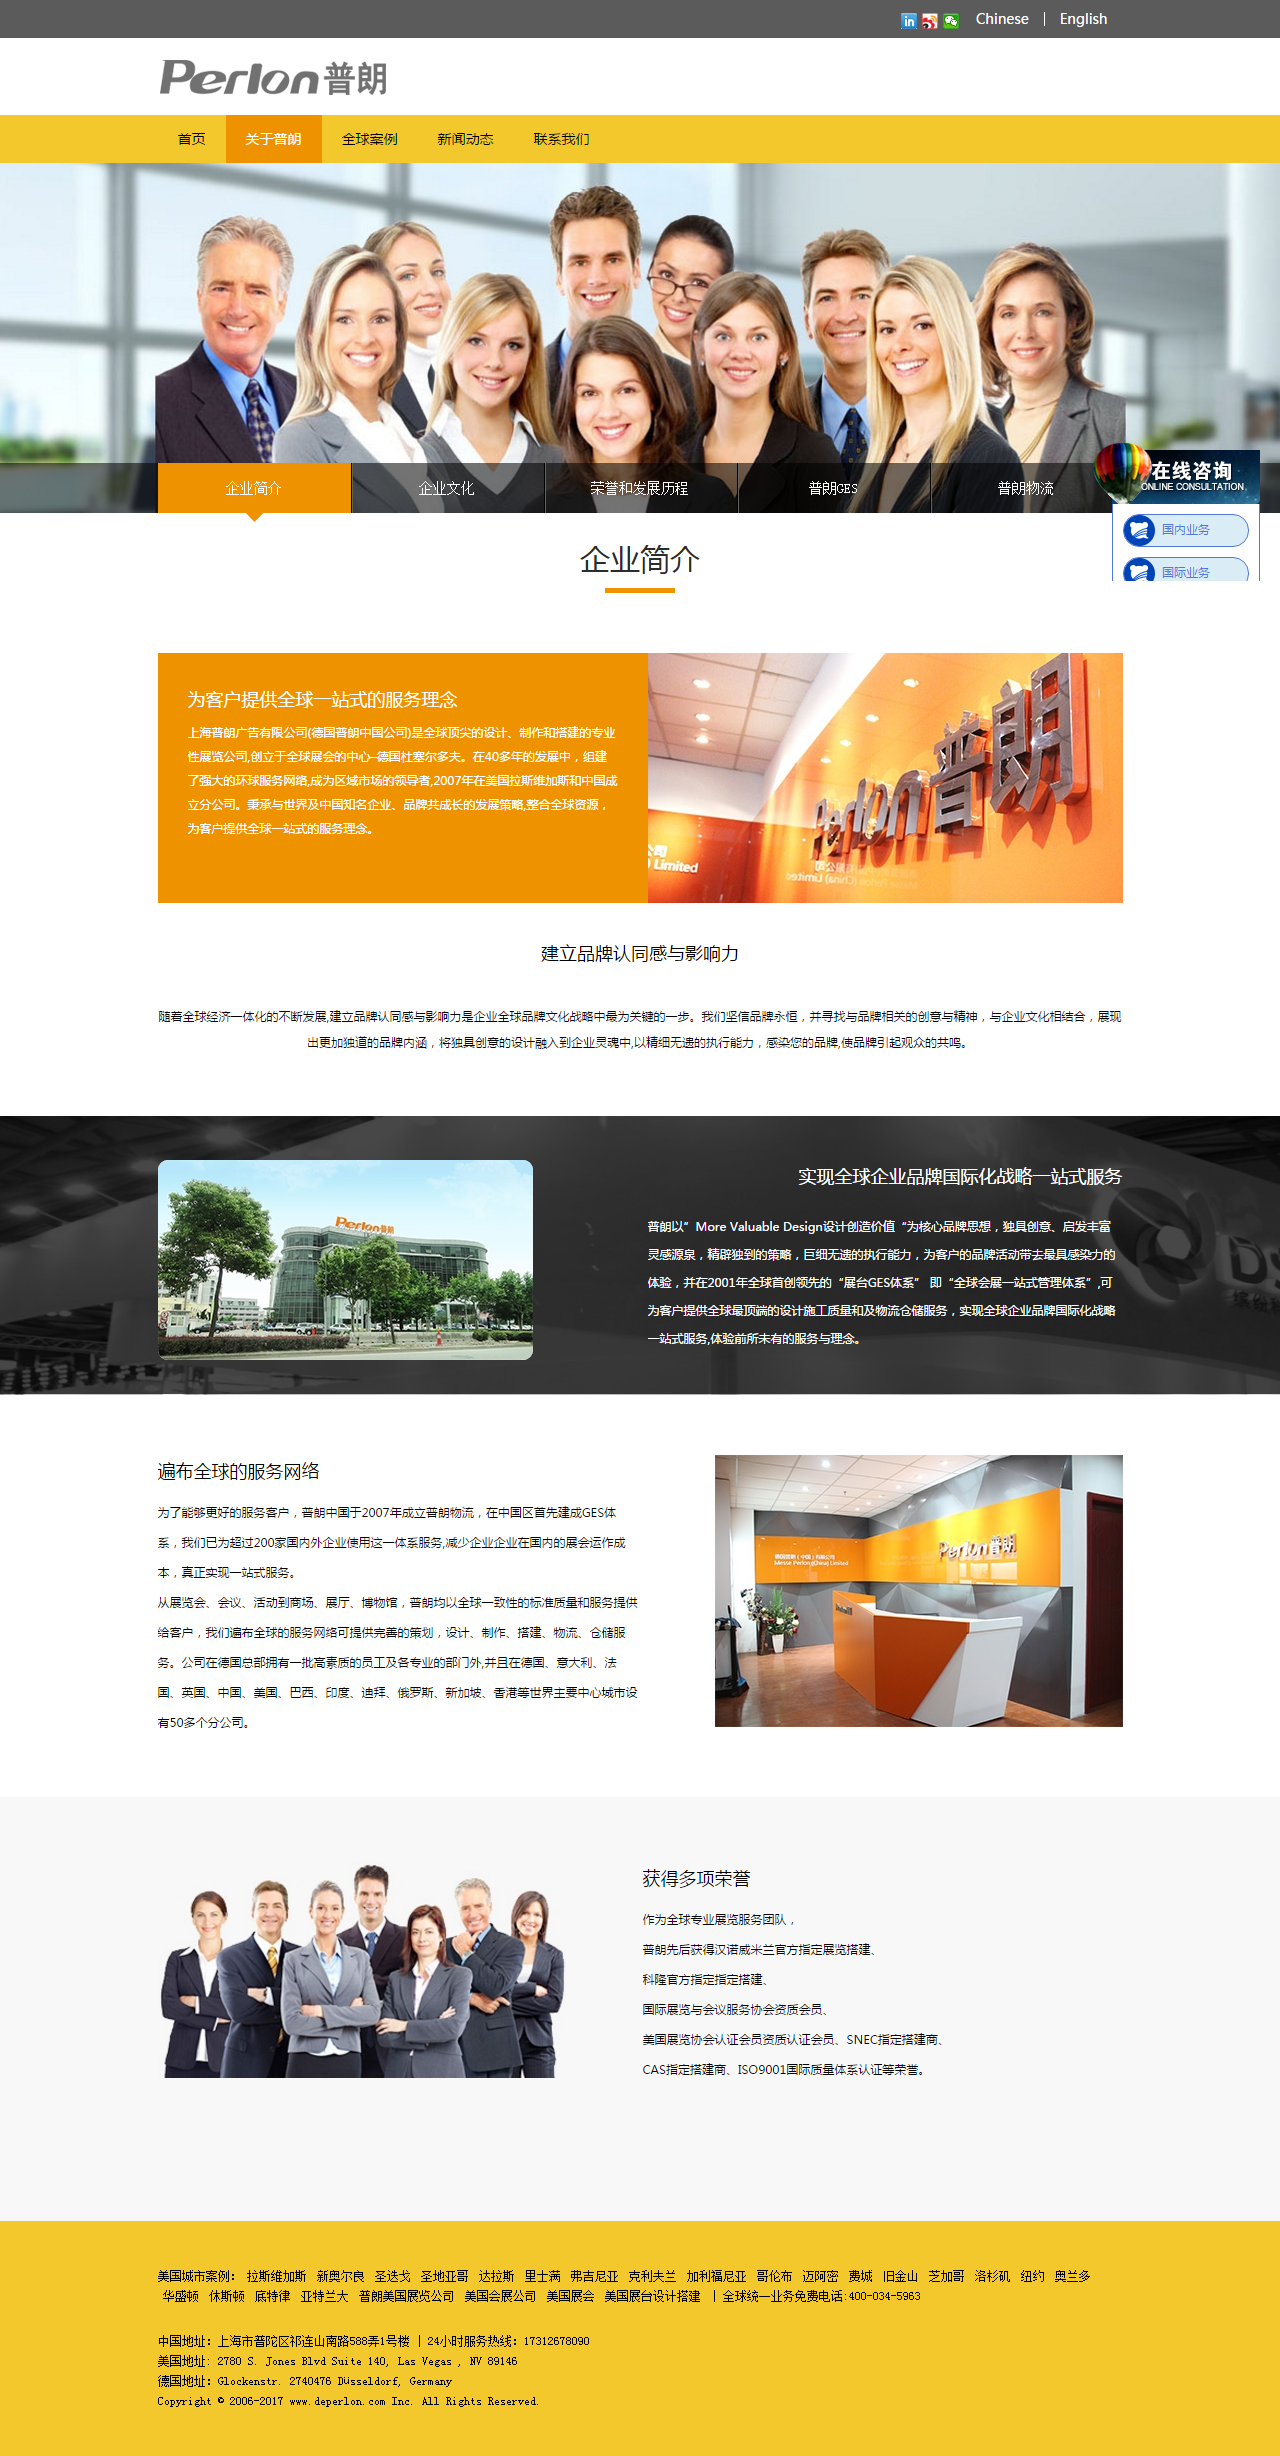 Chinese | English
Perlon普朗
首页 关于普朗 全球案例 新闻动态 联系我们
企业简介 企业文化 荣誉和发展历程 普朗GES 普朗物流
在线咨询
ONLINE CONSULTATION
国内业务
国际业务
企业简介
为客户提供全球一站式的服务理念
上海普朗广告有限公司(德国普朗中国公司)是全球顶尖的设计、制作和搭建的专业
性展览公司,创立于全球展会的中心--德国杜塞尔多夫。在40多年的发展中，组建
了强大的环球服务网络,成为区域市场的领导者,2007年在美国拉斯维加斯和中国成
立分公司。秉承与世界及中国知名企业、品牌共成长的发展策略,整合全球资源，
为客户提供全球一站式的服务理念。
普朗
Perlon
公司
) Limited
建立品牌认同感与影响力
随着全球经济一体化的不断发展,建立品牌认同感与影响力是企业全球品牌文化战略中最为关键的一步。我们坚信品牌永恒，并寻找与品牌相关的创意与精神，与企业文化相结合，展现
出更加独道的品牌内涵，将独具创意的设计融入到企业灵魂中,以精细无遗的执行能力，感染您的品牌,使品牌引起观众的共鸣。
Perlon普朗
实现全球企业品牌国际化战略一站式服务
普朗以”More Valuable Design设计创造价值“为核心品牌思想，独具创意、启发丰富
灵感源泉，精辟独到的策略，巨细无遗的执行能力，为客户的品牌活动带去最具感染力的
体验，并在2001年全球首创领先的“展台GES体系” 即“全球会展一站式管理体系”,可
为客户提供全球最顶端的设计施工质量和及物流仓储服务，实现全球企业品牌国际化战略
一站式服务,体验前所未有的服务与理念。
遍布全球的服务网络
为了能够更好的服务客户，普朗中国于2007年成立普朗物流，在中国区首先建成GES体
系，我们已为超过200家国内外企业使用这一体系服务,减少企业企业在国内的展会运作成
本，真正实现一站式服务。
从展览会、会议、活动到商场、展厅、博物馆，普朗均以全球一致性的标准质量和服务提供
给客户，我们遍布全球的服务网络可提供完善的策划，设计、制作、搭建、物流、仓储服
务。公司在德国总部拥有一批高素质的员工及各专业的部门外,并且在德国、意大利、法
国、英国、中国、美国、巴西、印度、迪拜、俄罗斯、新加坡、香港等世界主要中心城市设
有50多个分公司。
Perlon普朗
德国普朗（中国）有限公司
Messe Perlon (China) Limited
获得多项荣誉
作为全球专业展览服务团队，
普朗先后获得汉诺威米兰官方指定展览搭建、
科隆官方指定指定搭建、
国际展览与会议服务协会资质会员、
美国展览协会认证会员资质认证会员、SNEC指定搭建商、
CAS指定搭建商、ISO9001国际质量体系认证等荣誉。
美国城市案例： 拉斯维加斯 新奥尔良 圣迭戈 圣地亚哥 达拉斯 里士满 弗吉尼亚 克利夫兰 加利福尼亚 哥伦布 迈阿密 费城 旧金山 芝加哥 洛杉矶 纽约 奥兰多
华盛顿 休斯顿 底特律 亚特兰大 普朗美国展览公司 美国会展公司 美国展会 美国展台设计搭建 | 全球统一业务免费电话:400-034-5963
中国地址：上海市普陀区祁连山南路588弄1号楼 | 24小时服务热线：17312678090
美国地址：2780 S. Jones Blvd Suite 140, Las Vegas , NV 89146
德国地址：Glockenstr. 2740476 Düsseldorf, Germany
Copyright © 2006-2017 www.deperlon.com Inc. All Rights Reserved.